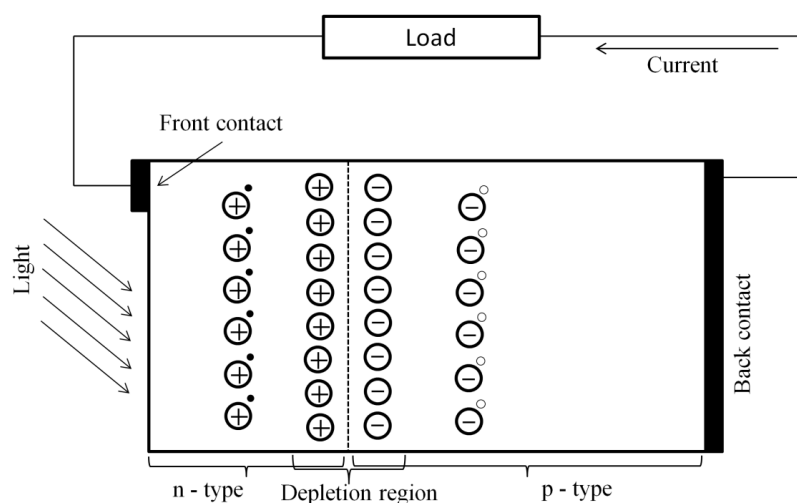 Load
Current
Front contact
Light
Back contact
n - type
Depletion region
p - type